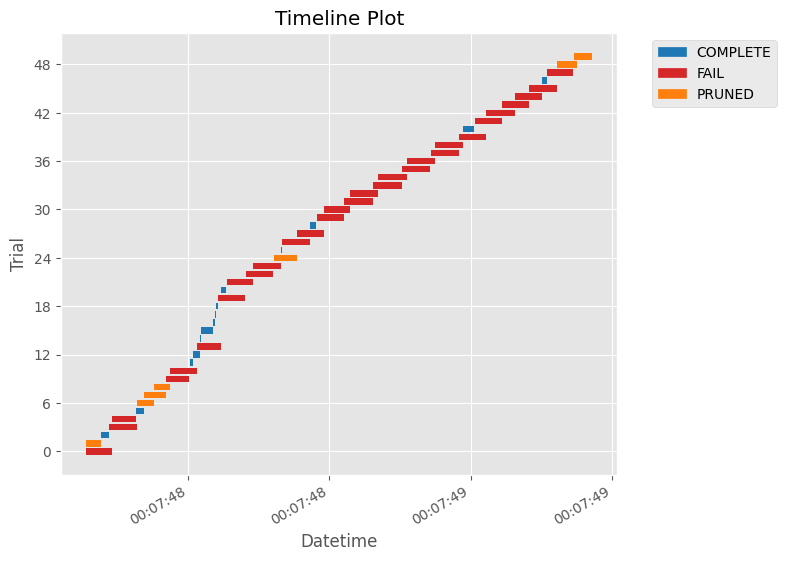 Timeline Plot
COMPLETE
FAIL
PRUNED
48
42
36
30
24
18
12
6
0
Trial
00:07:48
00:07:48
00:07:49
00:07:49
Datetime